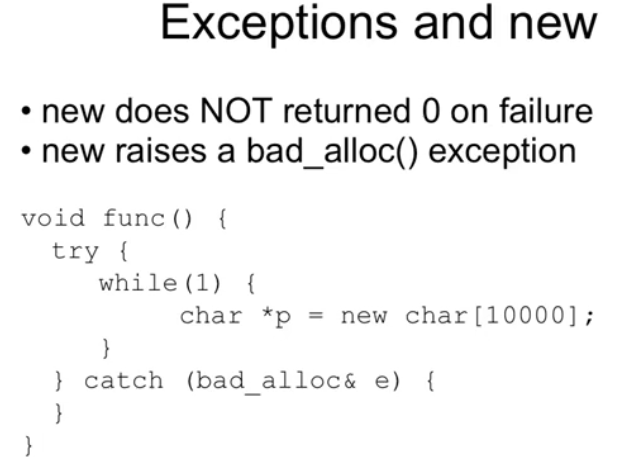 Exceptions and new
• new does NOT returned 0 on failure
• new raises a bad_alloc() exception
void func() {
try {
while(1) {
char *p = new char[10000];
}
} catch (bad_alloc& e) {
}
}